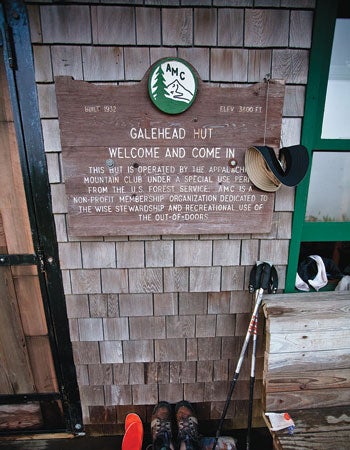 AMC
BUILT 1932 ELEV. 3800 FT.
GALEHEAD HUT
WELCOME AND COME IN
THIS HUT IS OPERATED BY THE APPALACHIAN
MOUNTAIN CLUB UNDER A SPECIAL USE PERMIT
FROM THE U.S. FOREST SERVICE. AMC IS A
NON-PROFIT MEMBERSHIP ORGANIZATION DEDICATED TO
THE WISE STEWARDSHIP AND RECREATIONAL USE OF
THE OUT-OF-DOORS